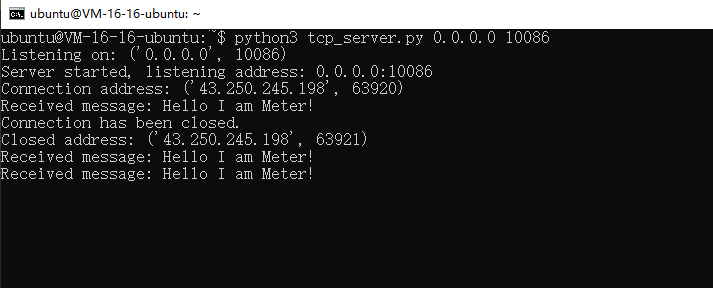 ubuntu@VM-16-16-ubuntu: ~
ubuntu@VM-16-16-ubuntu:~$ python3 tcp_server.py 0.0.0.0 10086
Listening on: ('0.0.0.0', 10086)
Server started, listening address: 0.0.0.0:10086
Connection address: ('43.250.245.198', 63920)
Received message: Hello I am Meter!
Connection has been closed.
Closed address: ('43.250.245.198', 63921)
Received message: Hello I am Meter!
Received message: Hello I am Meter!